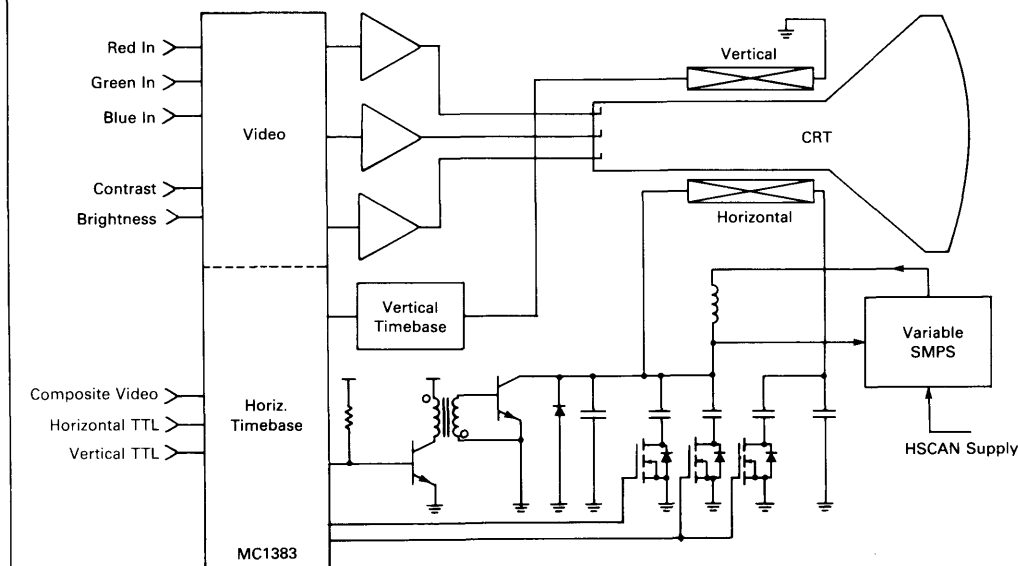 Red In
Green In
Blue In
Contrast
Brightness
Video
Vertical
CRT
Horizontal
Vertical
Timebase
Variable
SMPS
HSCAN Supply
Composite Video
Horizontal TTL
Vertical TTL
Horiz.
Timebase
MC1383